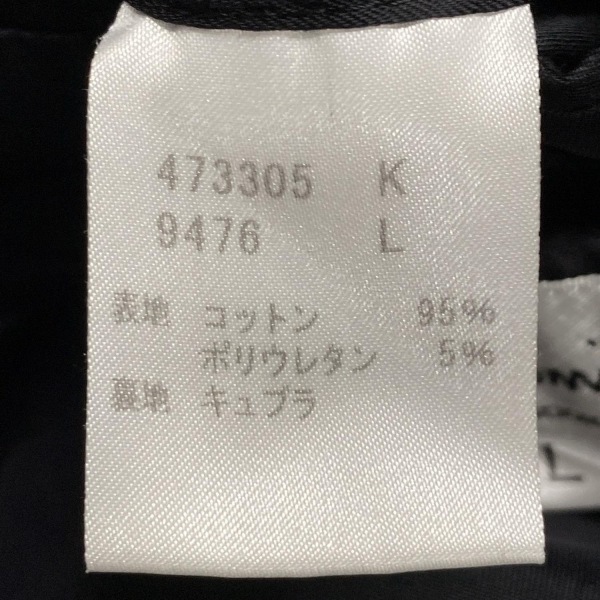 473305 K
9476 L
表地 コットン 95%
ポリウレタン 5%
裏地 キュプラ
L